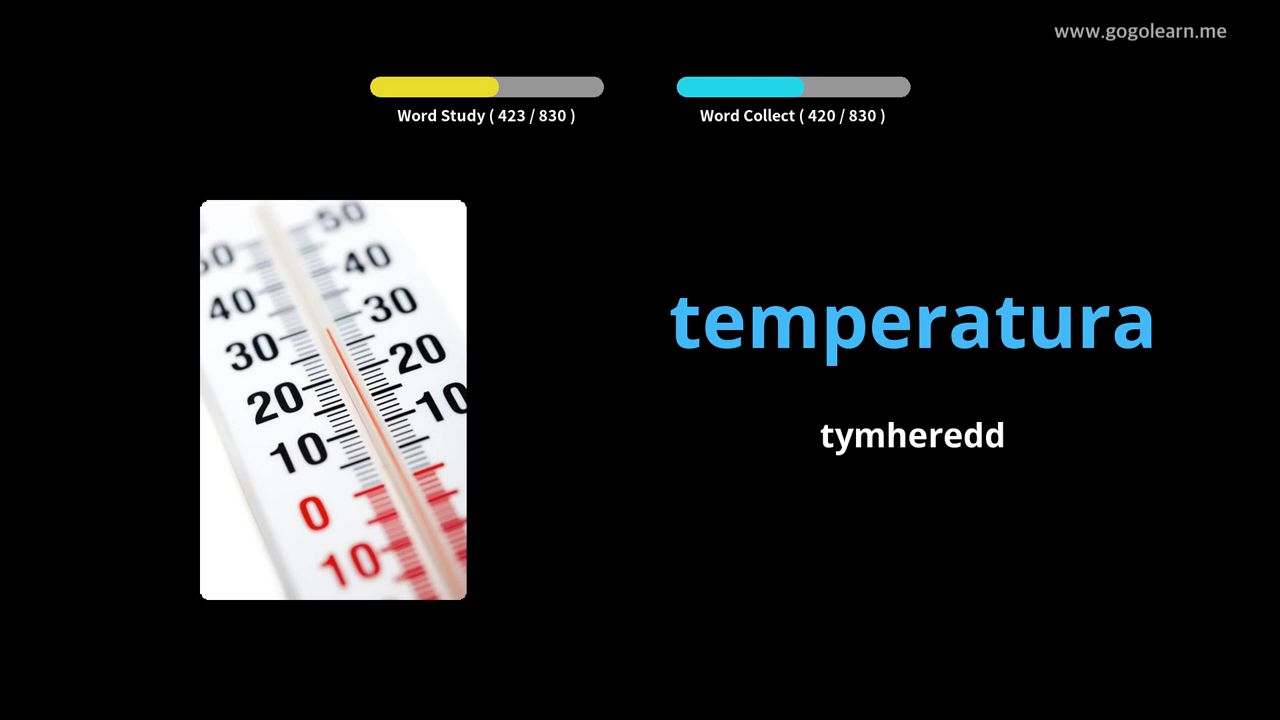 www.gogolearn.me
Word Study ( 423 / 830 )
Word Collect ( 420 / 830 )
50
40
30
20
10
40
30
20
10
0
10
temperatura
tymheredd